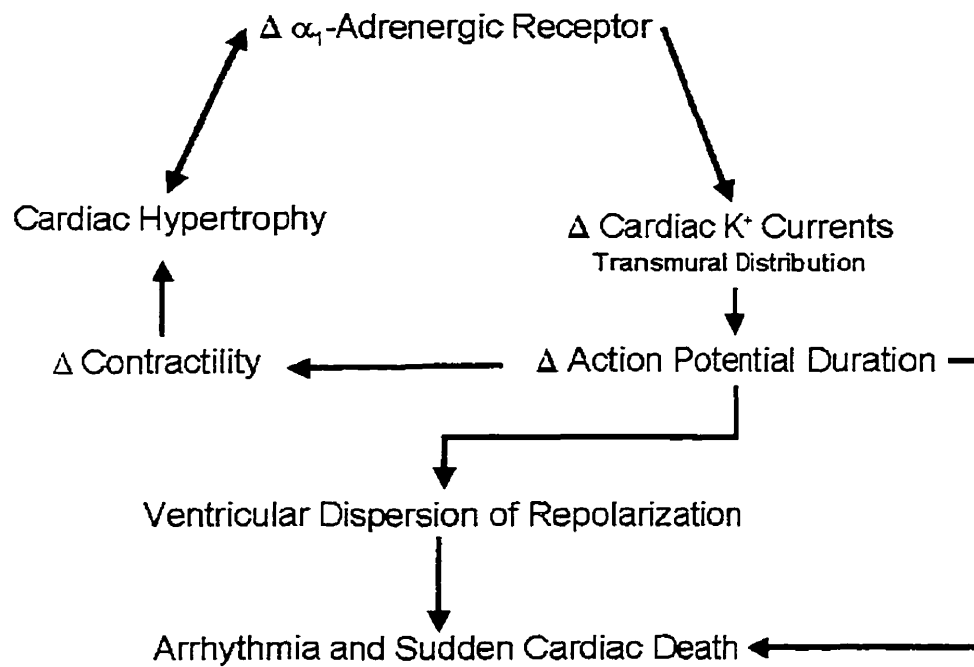 Δ α₁-Adrenergic Receptor
Cardiac Hypertrophy
Δ Cardiac K⁺ Currents
Transmural Distribution
Δ Contractility
Δ Action Potential Duration
Ventricular Dispersion of Repolarization
Arrhythmia and Sudden Cardiac Death